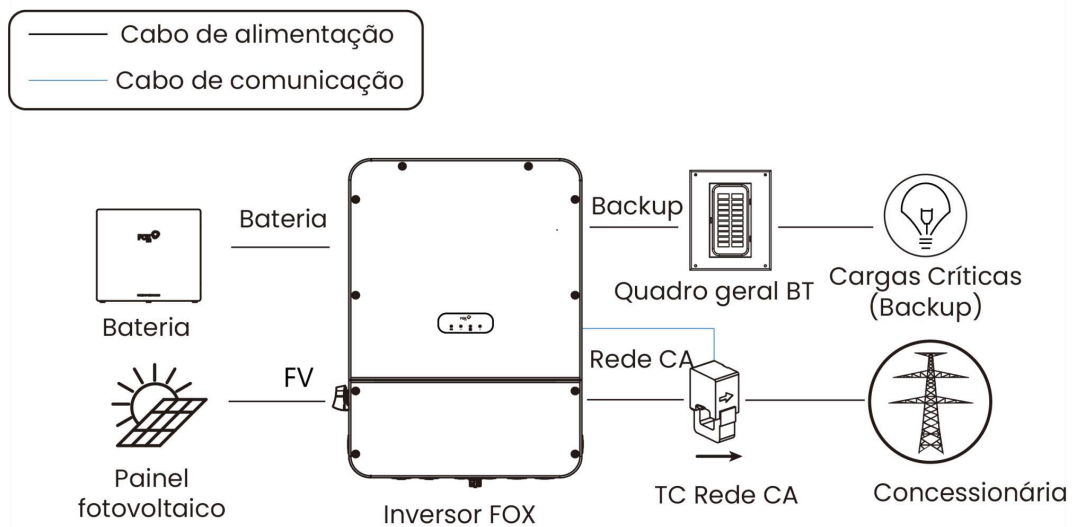 Cabo de alimentação
Cabo de comunicação
Bateria
Backup
FOX
Bateria
Quadro geral BT
Cargas Críticas
(Backup)
FV
Rede CA
Painel
fotovoltaico
Inversor FOX
TC Rede CA
Concessionária